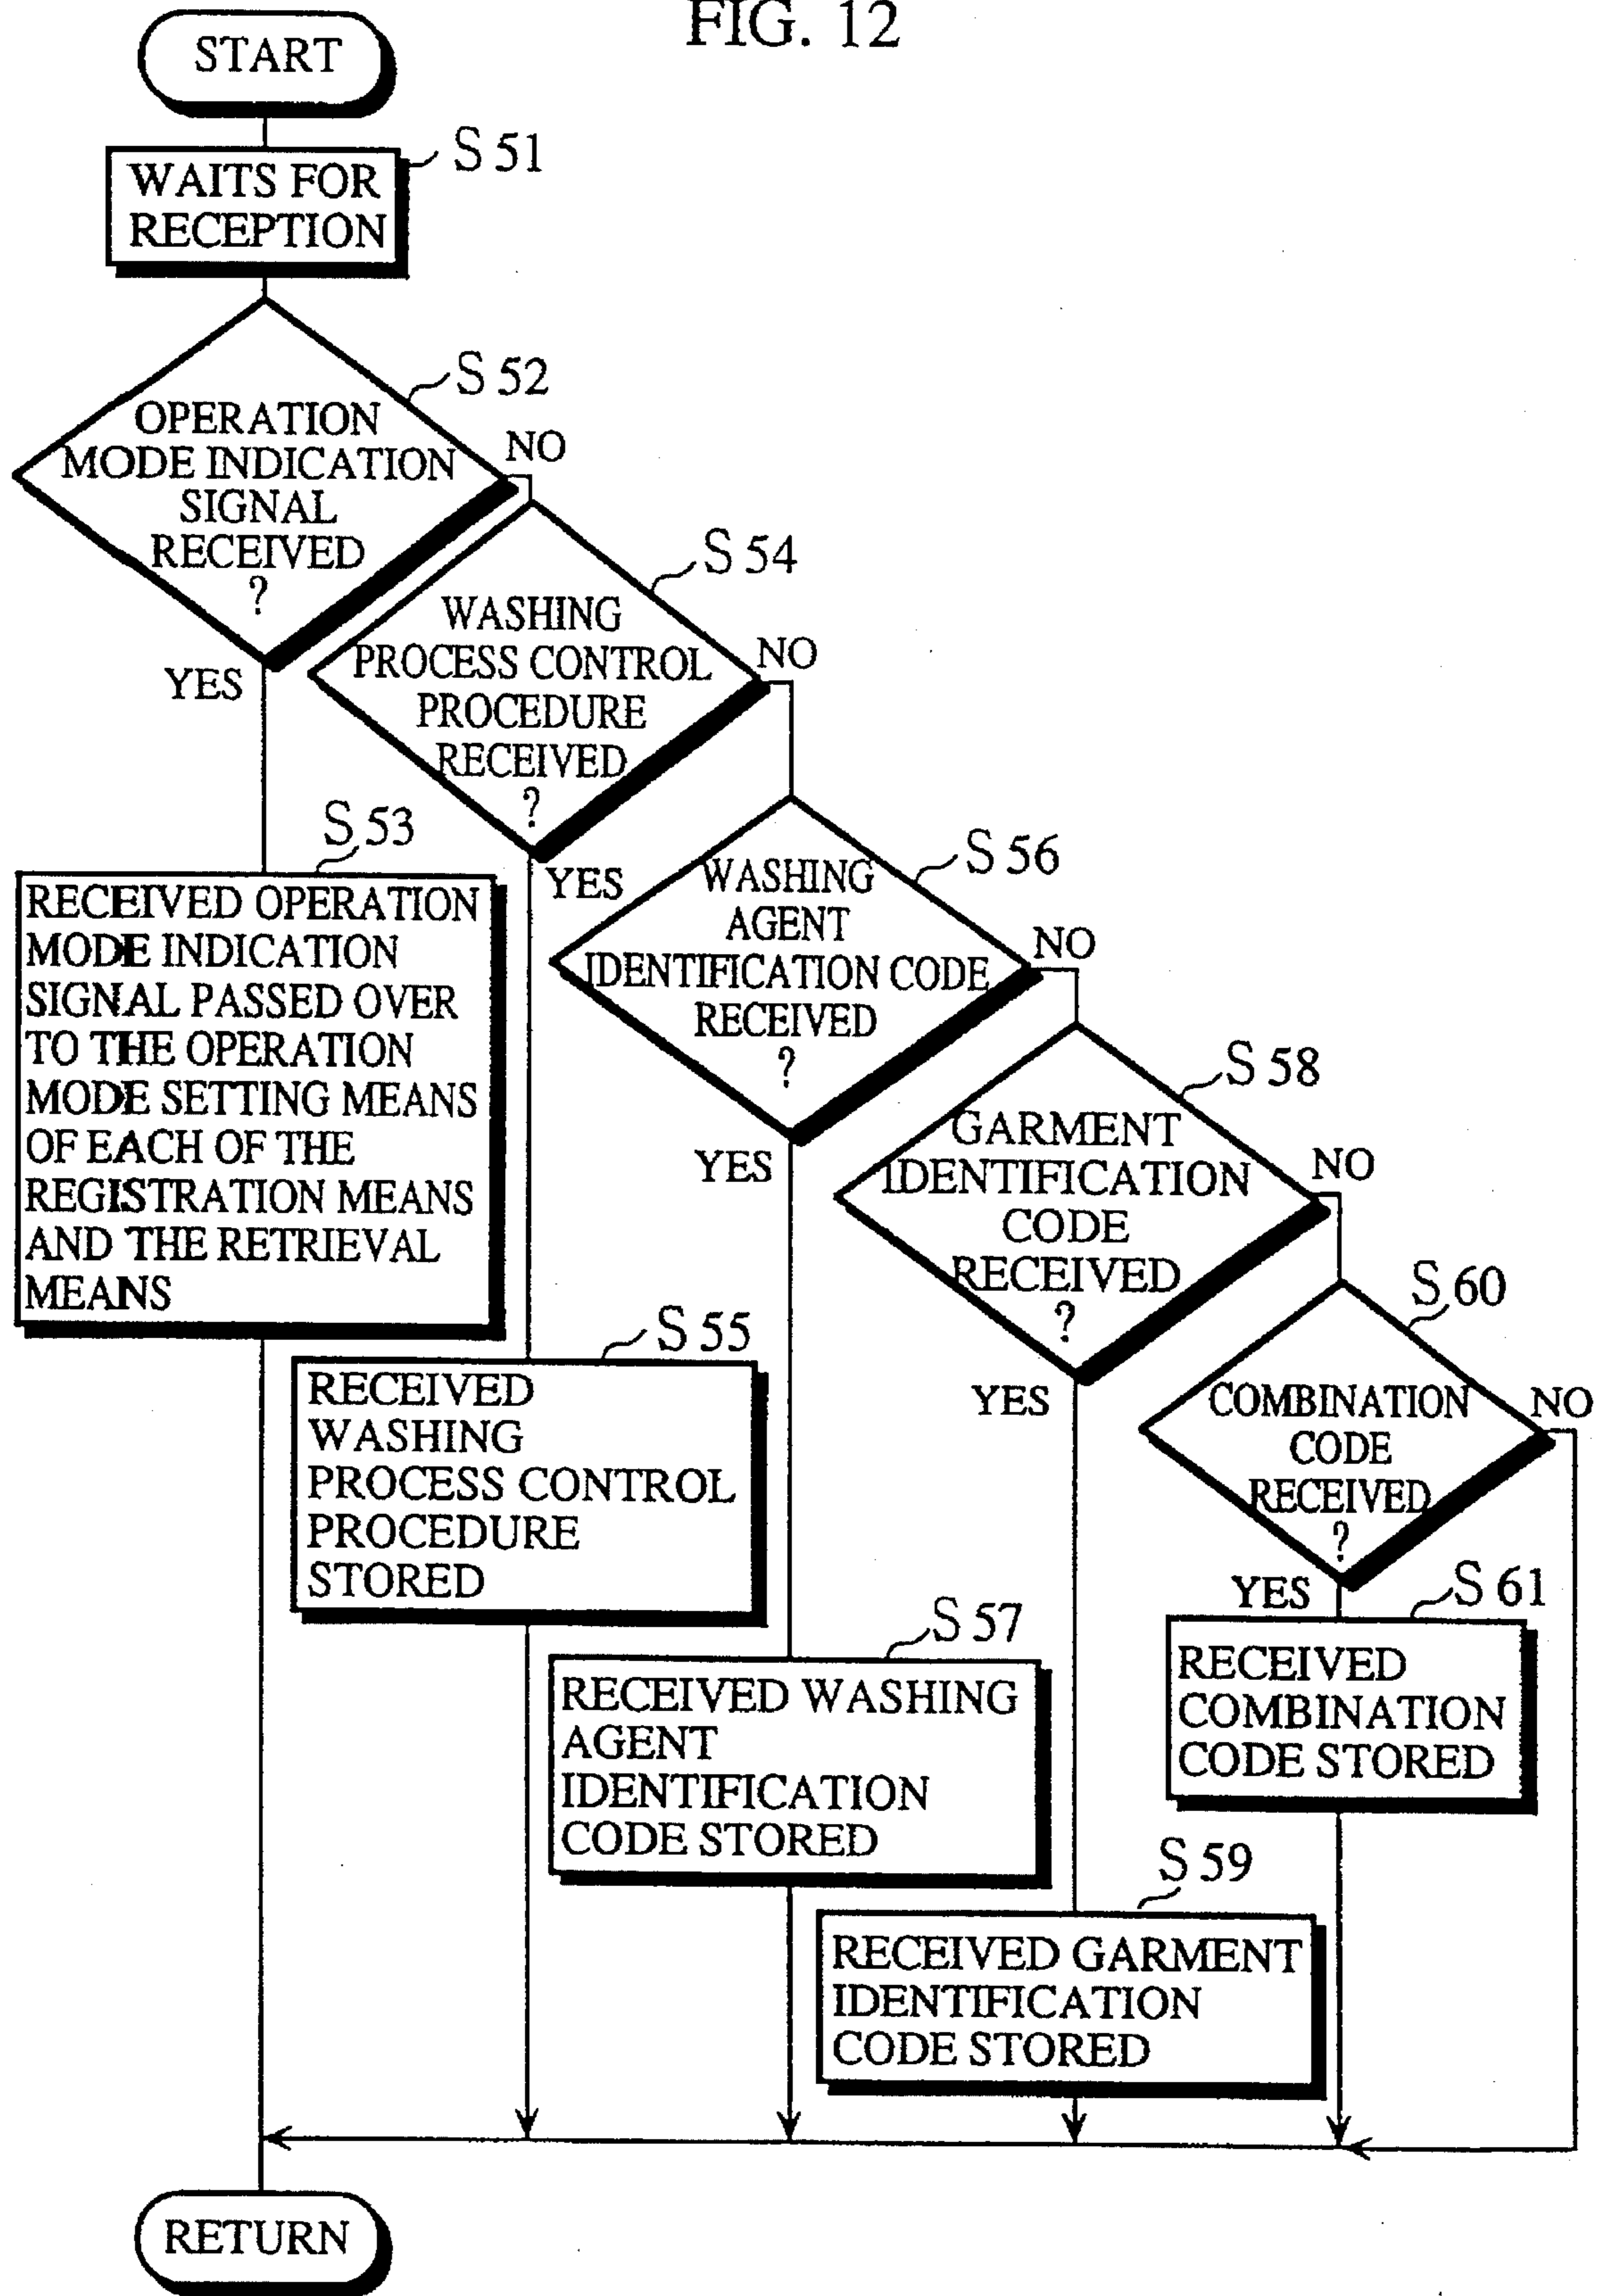 FIG. 12
START
S 51
WAITS FOR
RECEPTION
S 52
OPERATION
MODE INDICATION
SIGNAL
RECEIVED
?
NO
YES
S 53
RECEIVED OPERATION
MODE INDICATION
SIGNAL PASSED OVER
TO THE OPERATION
MODE SETTING MEANS
OF EACH OF THE
REGISTRATION MEANS
AND THE RETRIEVAL
MEANS
S 54
WASHING
PROCESS CONTROL
PROCEDURE
RECEIVED
?
NO
YES
S 55
RECEIVED
WASHING
PROCESS CONTROL
PROCEDURE
STORED
S 56
WASHING
AGENT
IDENTIFICATION CODE
RECEIVED
?
NO
YES
S 57
RECEIVED WASHING
AGENT
IDENTIFICATION
CODE STORED
S 58
GARMENT
IDENTIFICATION
CODE
RECEIVED
?
NO
YES
S 59
RECEIVED GARMENT
IDENTIFICATION
CODE STORED
S 60
COMBINATION
CODE
RECEIVED
?
NO
YES
S 61
RECEIVED
COMBINATION
CODE STORED
RETURN